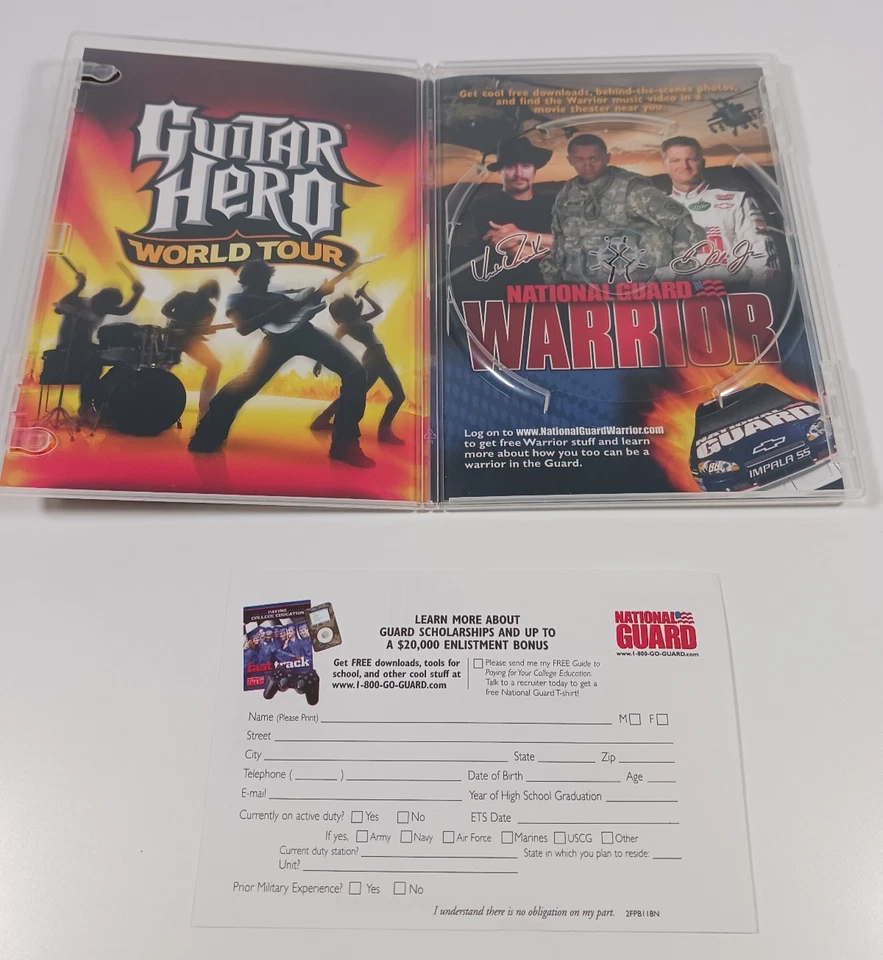 GUITAR
HERO
WORLD TOUR
Get cool free downloads, behind-the-scenes photos,
and find the Warrior music video in a
movie theater near you.
NATIONAL GUARD
WARRIOR
Log on to www.NationalGuardWarrior.com
to get free Warrior stuff and learn
more about how you too can be a
warrior in the Guard.
NATIONAL
GUARD
88
IMPALA SS
PAYING
COLLEGE EDUCATION
fast track
LEARN MORE ABOUT
GUARD SCHOLARSHIPS AND UP TO
A $20,000 ENLISTMENT BONUS
Get FREE downloads, tools for
school, and other cool stuff at
www.1-800-GO-GUARD.com
Please send me my FREE Guide to
Paying for Your College Education.
Talk to a recruiter today to get a
free National Guard T-shirt!
NATIONAL
GUARD
www.1-800-GO-GUARD.com
Name (Please Print) M F
Street
City State Zip
Telephone ( ) Date of Birth Age
E-mail Year of High School Graduation
Currently on active duty? Yes No ETS Date
If yes, Army Navy Air Force Marines USCG Other
Current duty station? State in which you plan to reside:
Unit?
Prior Military Experience? Yes No
I understand there is no obligation on my part. 2FPB11BN